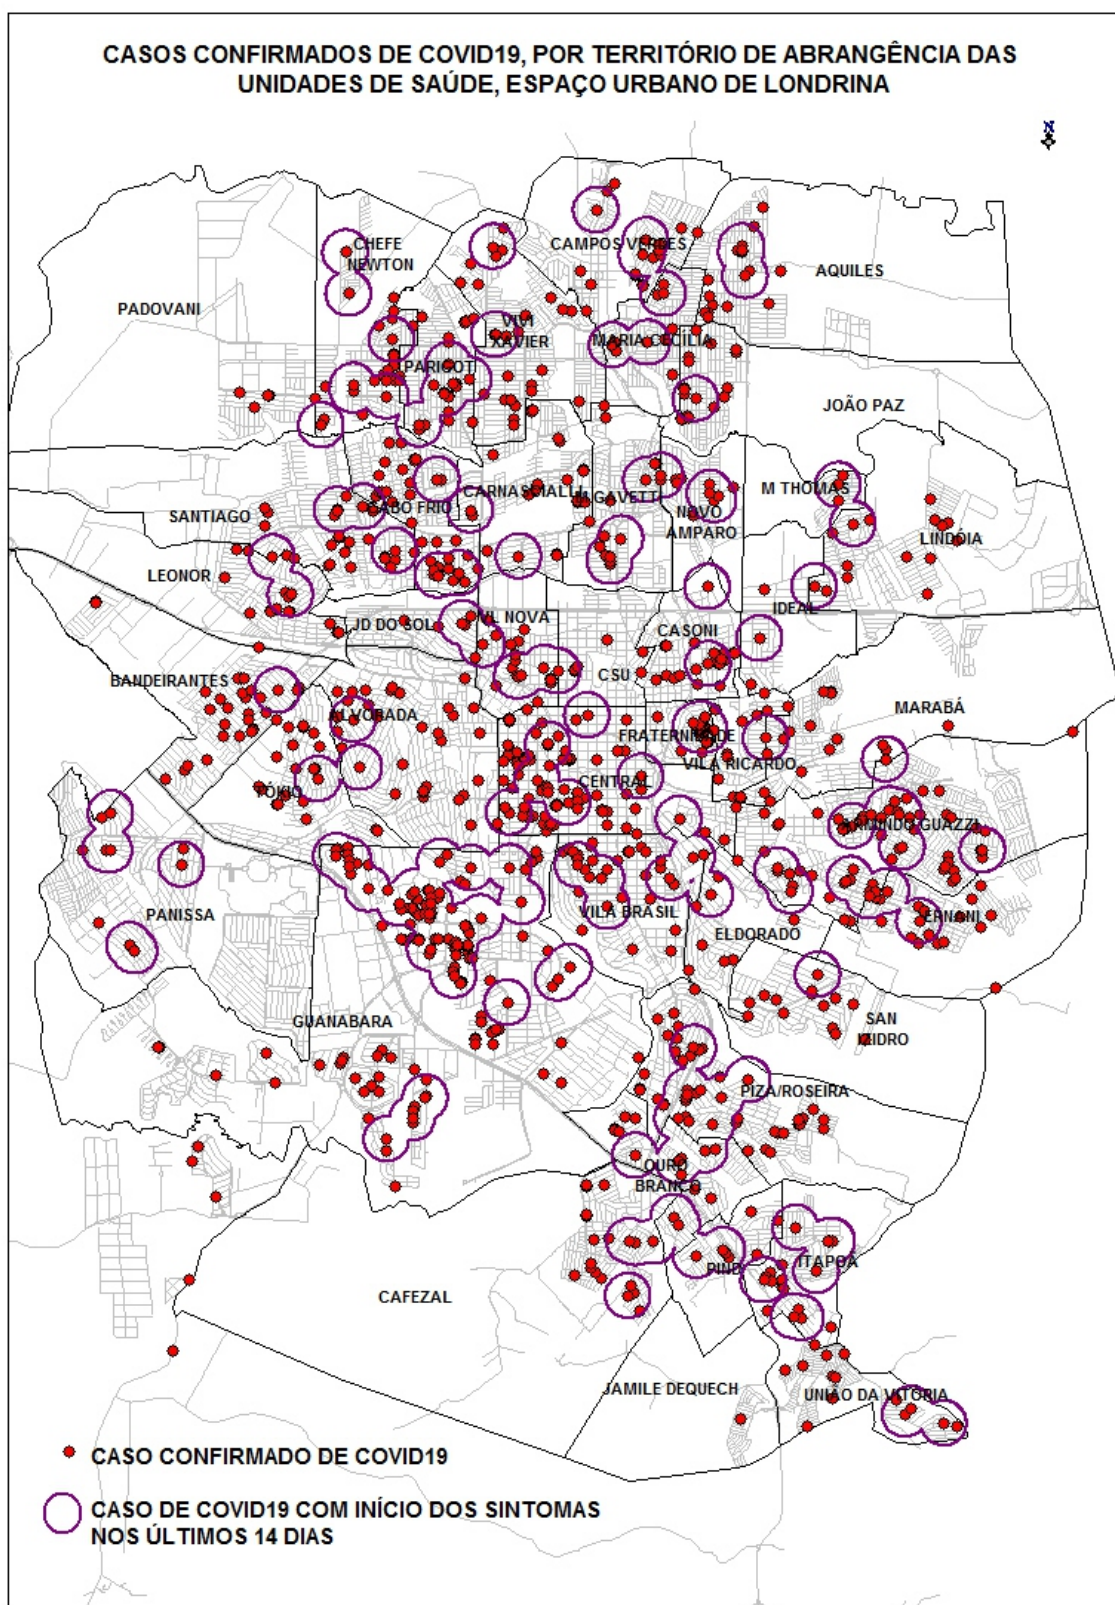 CASOS CONFIRMADOS DE COVID19, POR TERRITÓRIO DE ABRANGÊNCIA DAS
UNIDADES DE SAÚDE, ESPAÇO URBANO DE LONDRINA
N
CHEFE
NEWTON
CAMPOS VERDES
AQUILES
PADOVANI
VIVI
XAVIER
MARIA CECILIA
PARIGOT
JOÃO PAZ
M THOMAS
CARNASCIALLI
M GAVETTI
CABO FRIO
SANTIAGO
NOVO
AMPARO
LINDÓIA
LEONOR
IDEAL
JD DO SOL
VL NOVA
CASONI
CSU
BANDEIRANTES
ALVORADA
MARABÁ
FRATERNIDADE
VILA RICARDO
CENTRAL
TÓKIO
ARMINDO GUAZZI
PANISSA
VILA BRASIL
ERNANI
ELDORADO
GUANABARA
SAN
IZIDRO
PIZA/ROSEIRA
OURO
BRANCO
PIND
ITAPOÃ
CAFEZAL
JAMILE DEQUECH
UNIÃO DA VITÓRIA
CASO CONFIRMADO DE COVID19
CASO DE COVID19 COM INÍCIO DOS SINTOMAS
NOS ÚLTIMOS 14 DIAS